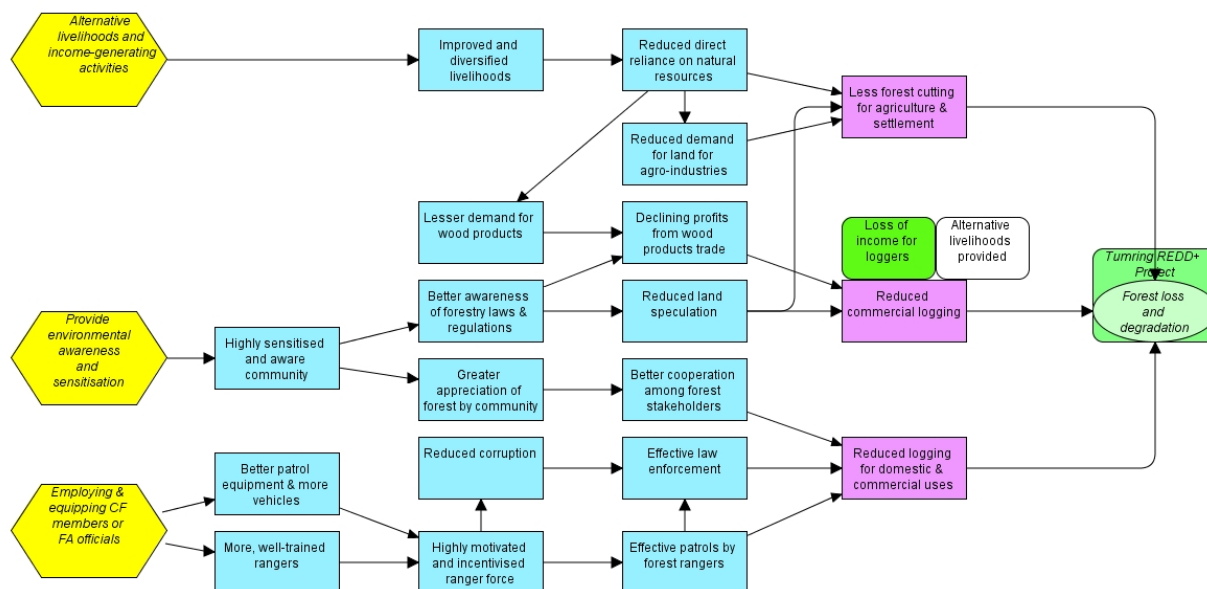 Alternative
livelihoods and
income-generating
activities
Improved and
diversified
livelihoods
Reduced direct
reliance on natural
resources
Less forest cutting
for agriculture &
settlement
Reduced demand
for land for
agro-industries
Lesser demand for
wood products
Declining profits
from wood
products trade
Loss of
income for
loggers
Alternative
livelihoods
provided
Tumring REDD+
Project
Forest loss
and
degradation
Provide
environmental
awareness
and
sensitisation
Highly sensitised
and aware
community
Better awareness
of forestry laws &
regulations
Reduced land
speculation
Reduced
commercial logging
Greater
appreciation of
forest by community
Better cooperation
among forest
stakeholders
Reduced corruption
Effective law
enforcement
Reduced logging
for domestic &
commercial uses
Employing &
equipping CF
members or
FA officials
Better patrol
equipment & more
vehicles
More, well-trained
rangers
Highly motivated
and incentivised
ranger force
Effective patrols by
forest rangers